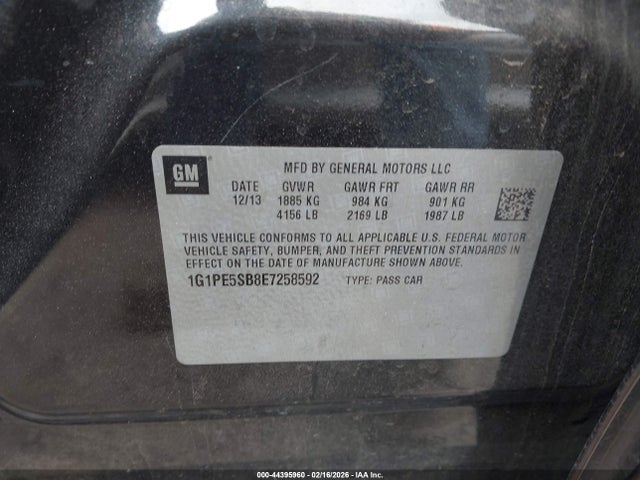 GM
MFD BY GENERAL MOTORS LLC
DATE GVWR GAWR FRT GAWR RR
12/13 1885 KG 984 KG 901 KG
4156 LB 2169 LB 1987 LB
THIS VEHICLE CONFORMS TO ALL APPLICABLE U.S. FEDERAL MOTOR
VEHICLE SAFETY, BUMPER, AND THEFT PREVENTION STANDARDS IN
EFFECT ON THE DATE OF MANUFACTURE SHOWN ABOVE.
1G1PE5SB8E7258592 TYPE: PASS CAR
000-44395960 - 02/16/2026 - IAA Inc.